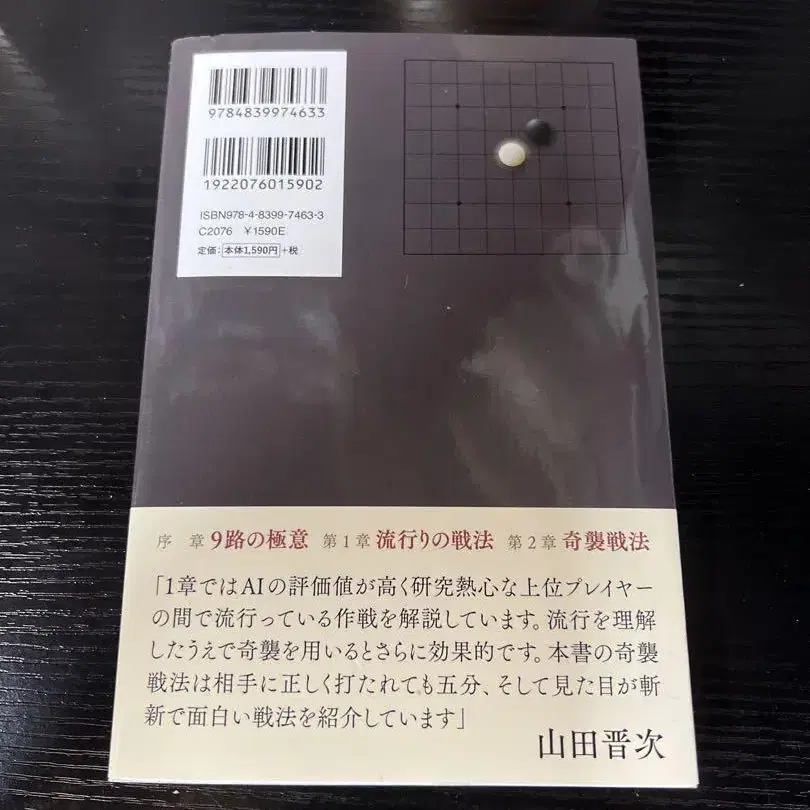 9784839974633
1922076015902
ISBN978-4-8399-7463-3
C2076 ¥1590E
定価：本体1,590円+税
序 章 9路の極意 第1章 流行りの戦法 第2章 奇襲戦法
「1章ではAIの評価値が高く研究熱心な上位プレイヤー
の間で流行っている作戦を解説しています。流行を理解
したうえで奇襲を用いるとさらに効果的です。本書の奇襲
戦法は相手に正しく打たれても五分、そして見た目が斬
新で面白い戦法を紹介しています」
山田晋次